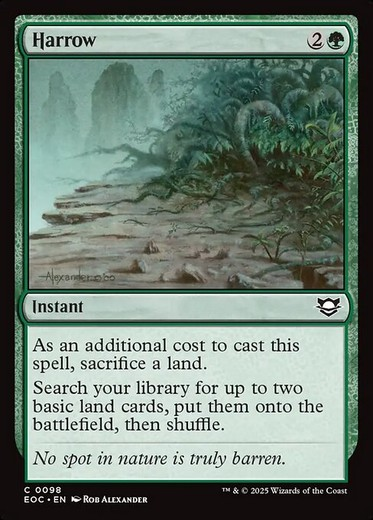 Harrow 2
Alexander ©00
Instant
As an additional cost to cast this
spell, sacrifice a land.
Search your library for up to two
basic land cards, put them onto the
battlefield, then shuffle.
No spot in nature is truly barren.
C 0098
EOC • EN Rob Alexander
™ & © 2025 Wizards of the Coast